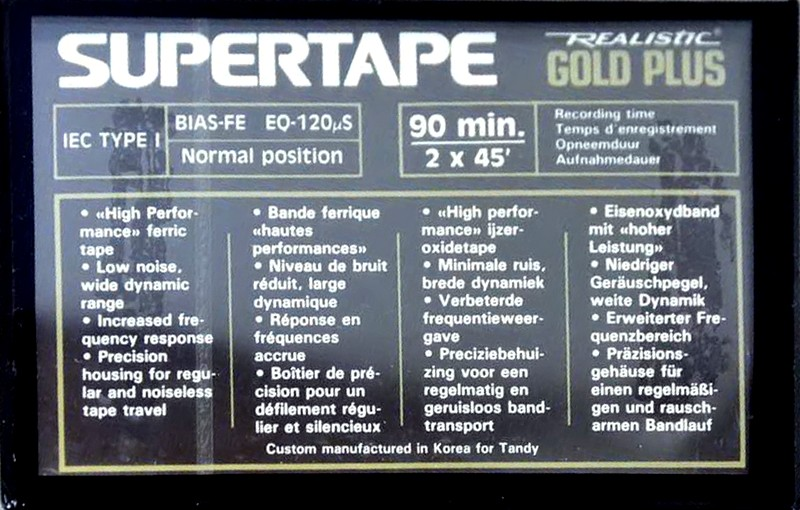 SUPERTAPE
REALISTIC
GOLD PLUS
IEC TYPE I
BIAS-FE EQ-120µS
Normal position
90 min.
2 x 45'
Recording time
Temps d'enregistrement
Opneemduur
Aufnahmedauer
• «High Perfor-
mance» ferric
tape
• Low noise,
wide dynamic
range
• Increased fre-
quency response
• Precision
housing for regu-
lar and noiseless
tape travel
• Bande ferrique
«hautes
performances»
• Niveau de bruit
réduit, large
dynamique
• Réponse en
fréquences
accrue
• Boîtier de pré-
cision pour un
défilement régu-
lier et silencieux
• «High perfor-
mance» ijzer-
oxidetape
• Minimale ruis,
brede dynamiek
• Verbeterde
frequentieweer-
gave
• Preciziebehui-
zing voor een
regelmatig en
geruisloos band-
transport
• Eisenoxydband
mit «hoher
Leistung»
• Niedriger
Geräuschpegel,
weite Dynamik
• Erweiterter Fre-
quenzbereich
• Präzisions-
gehäuse für
einen regelmäßi-
gen und rausch-
armen Bandlauf
Custom manufactured in Korea for Tandy